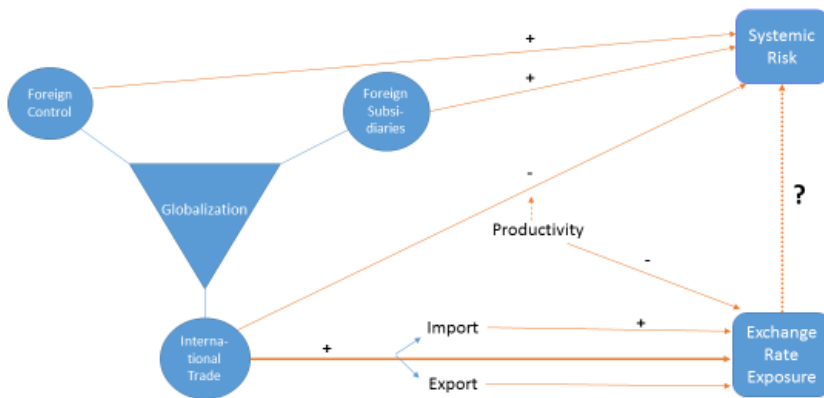 +
Systemic
Risk
+
Foreign
Control
Foreign
Subsi-
diaries
-
?
Globalization
Productivity
-
Interna-
tional
Trade
+
Import
+
Export
Exchange
Rate
Exposure